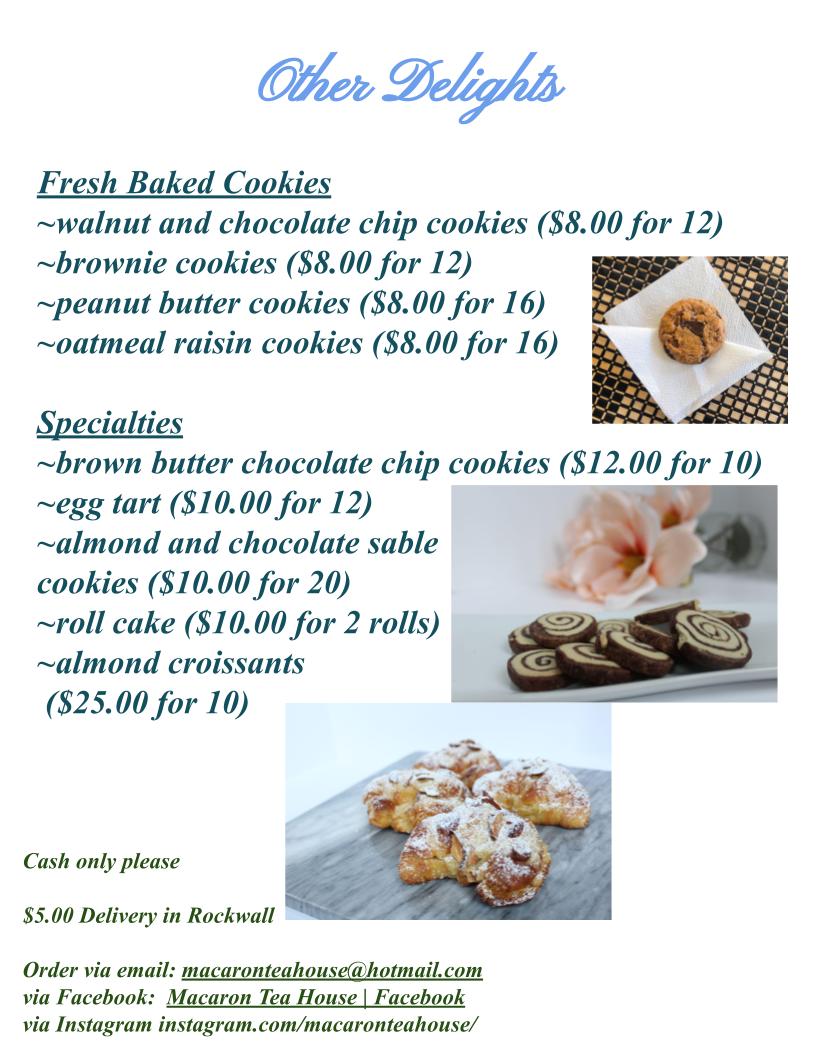 Other Delights
Fresh Baked Cookies
~walnut and chocolate chip cookies ($8.00 for 12)
~brownie cookies ($8.00 for 12)
~peanut butter cookies ($8.00 for 16)
~oatmeal raisin cookies ($8.00 for 16)
Specialties
~brown butter chocolate chip cookies ($12.00 for 10)
~egg tart ($10.00 for 12)
~almond and chocolate sable
cookies ($10.00 for 20)
~roll cake ($10.00 for 2 rolls)
~almond croissants
($25.00 for 10)
Cash only please
$5.00 Delivery in Rockwall
Order via email: macaronteahouse@hotmail.com
via Facebook: Macaron Tea House | Facebook
via Instagram instagram.com/macaronteahouse/